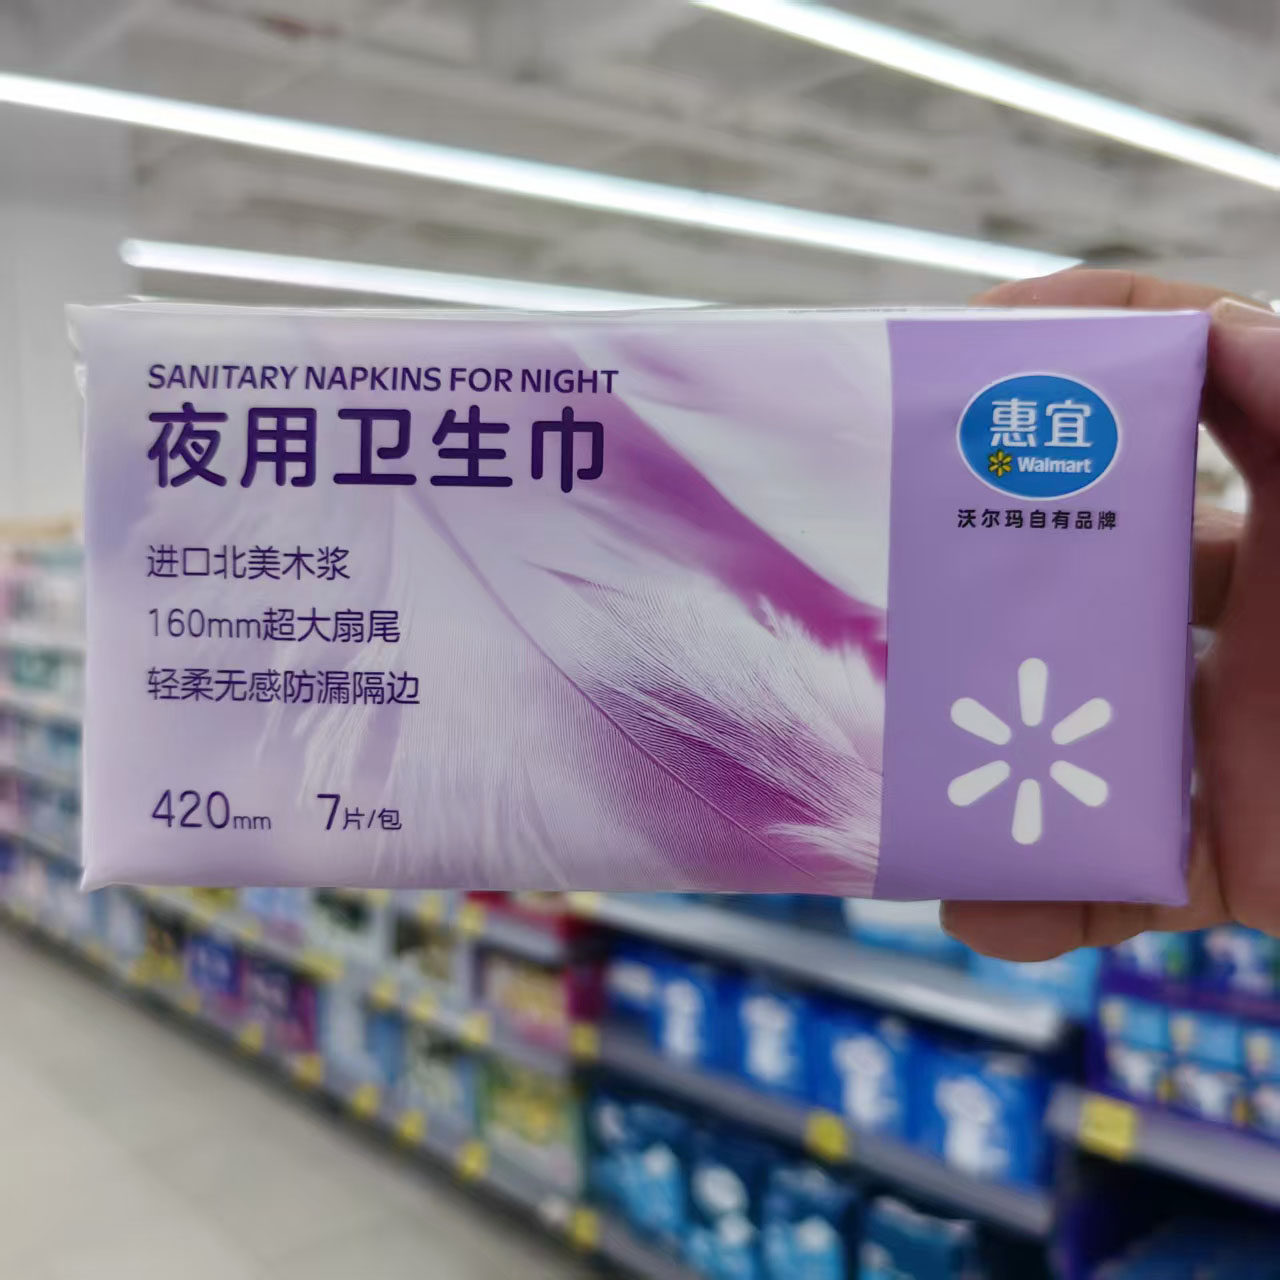 SANITARY NAPKINS FOR NIGHT
夜用卫生巾
进口北美木浆
160mm超大扇尾
轻柔无感防漏隔边
420mm 7片/包
惠宜
Walmart
沃尔玛自有品牌